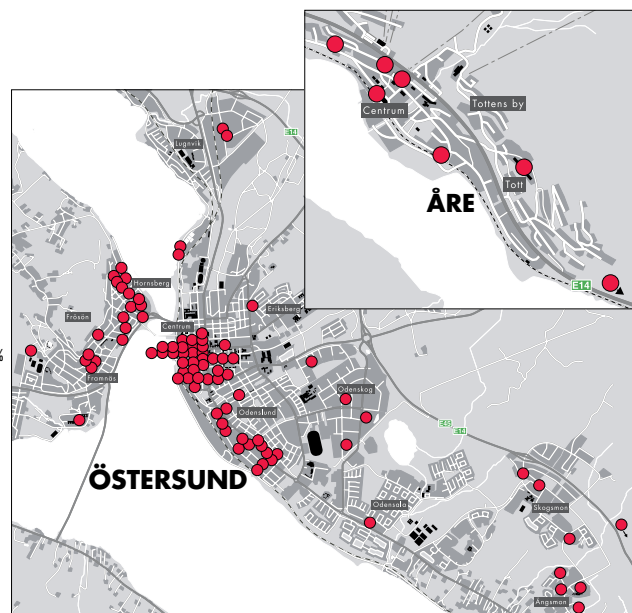 Centrum
Tottens by
Tott
ÅRE
E14
E14
Lugnvik
Hornsberg
Frösön
Eriksberg
Centrum
%
Framnäs
Odenskog
Odenslund
E45
E14
ÖSTERSUND
Odensala
Skogsmon
Ängsmon